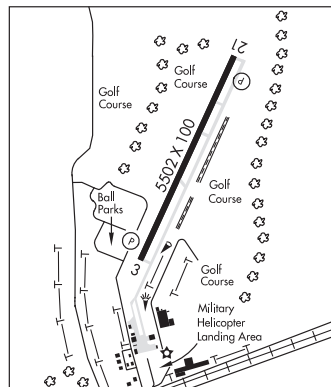 21
P
Golf
Course
Golf
Course
5502 X 100
Golf
Course
Ball
Parks
P
3
Golf
Course
Military
Helicopter
Landing Area